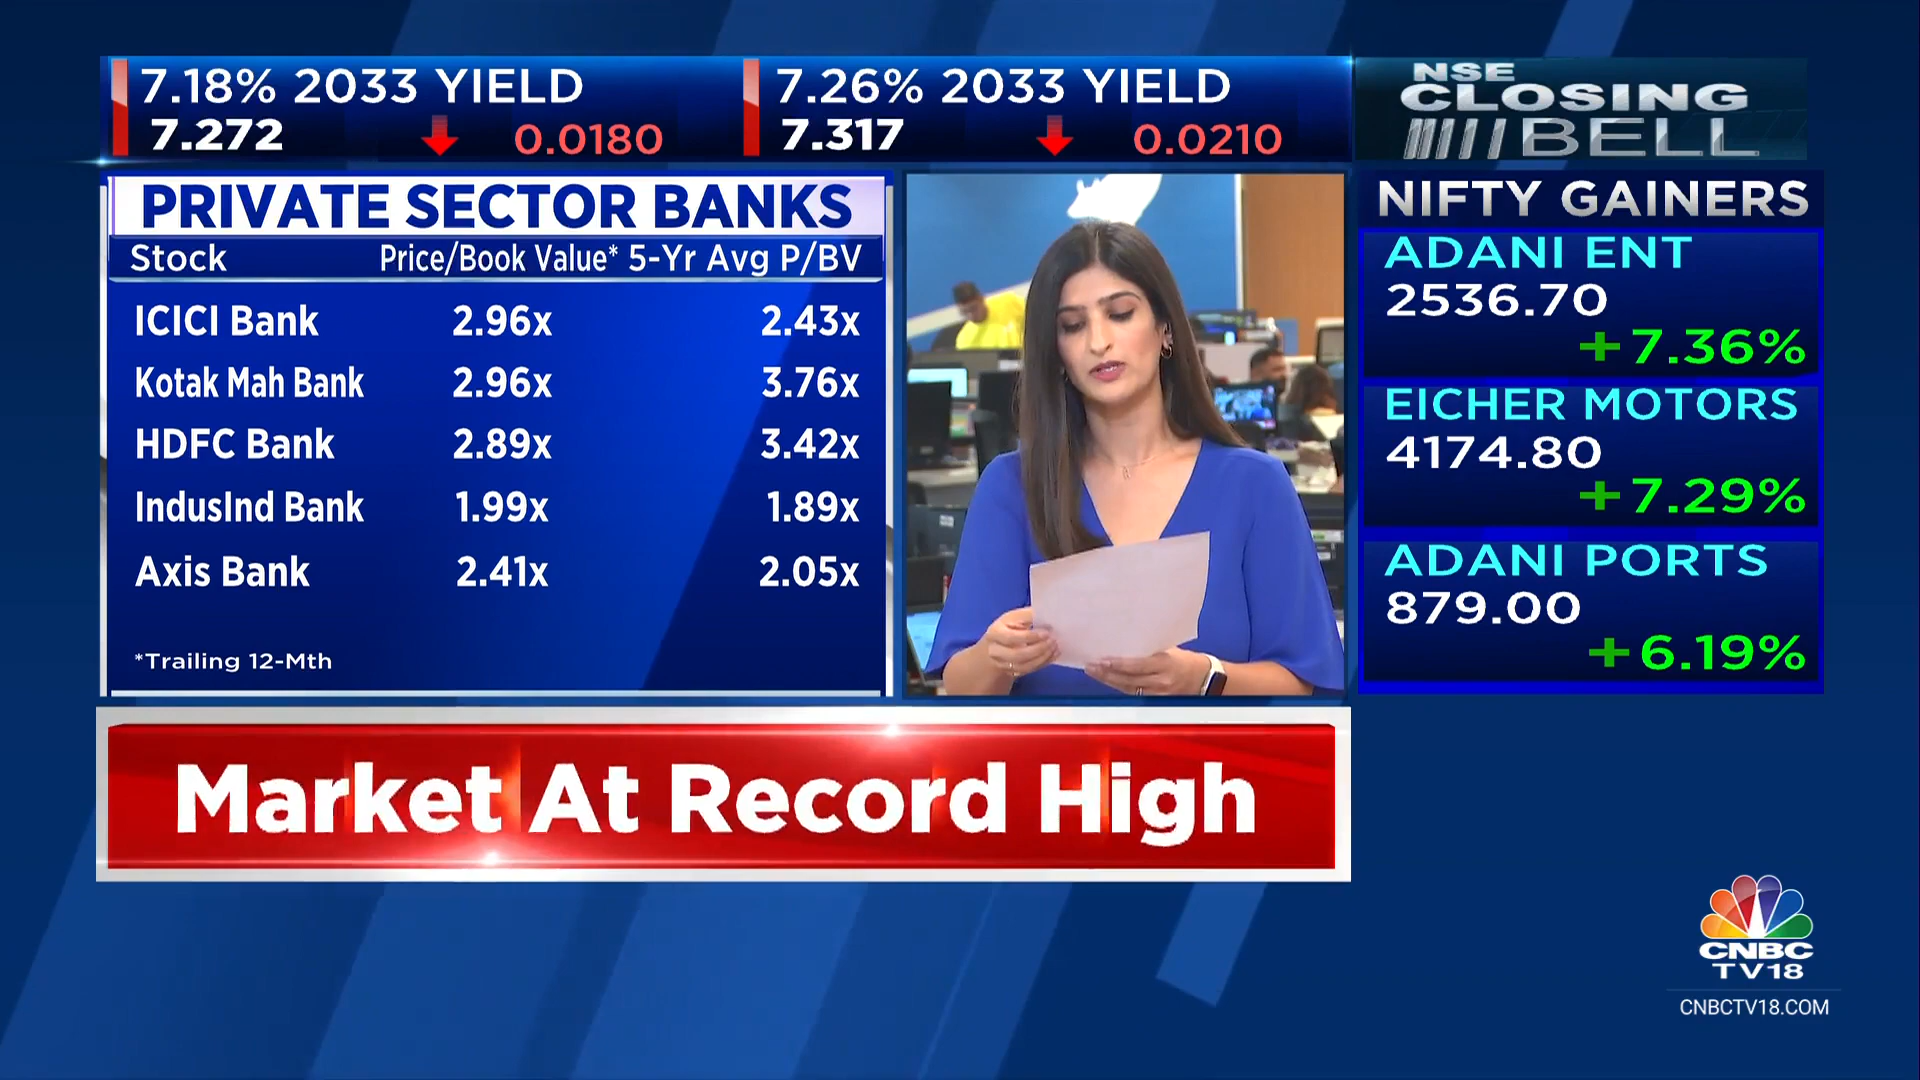 7.18% 2033 YIELD
7.272 0.0180
7.26% 2033 YIELD
7.317 0.0210
NSE
CLOSING
BELL
PRIVATE SECTOR BANKS
Stock Price/Book Value* 5-Yr Avg P/BV
ICICI Bank 2.96x 2.43x
Kotak Mah Bank 2.96x 3.76x
HDFC Bank 2.89x 3.42x
IndusInd Bank 1.99x 1.89x
Axis Bank 2.41x 2.05x
*Trailing 12-Mth
NIFTY GAINERS
ADANI ENT
2536.70
+7.36%
EICHER MOTORS
4174.80
+7.29%
ADANI PORTS
879.00
+6.19%
Market At Record High
CNBC
TV18
CNBCTV18.COM